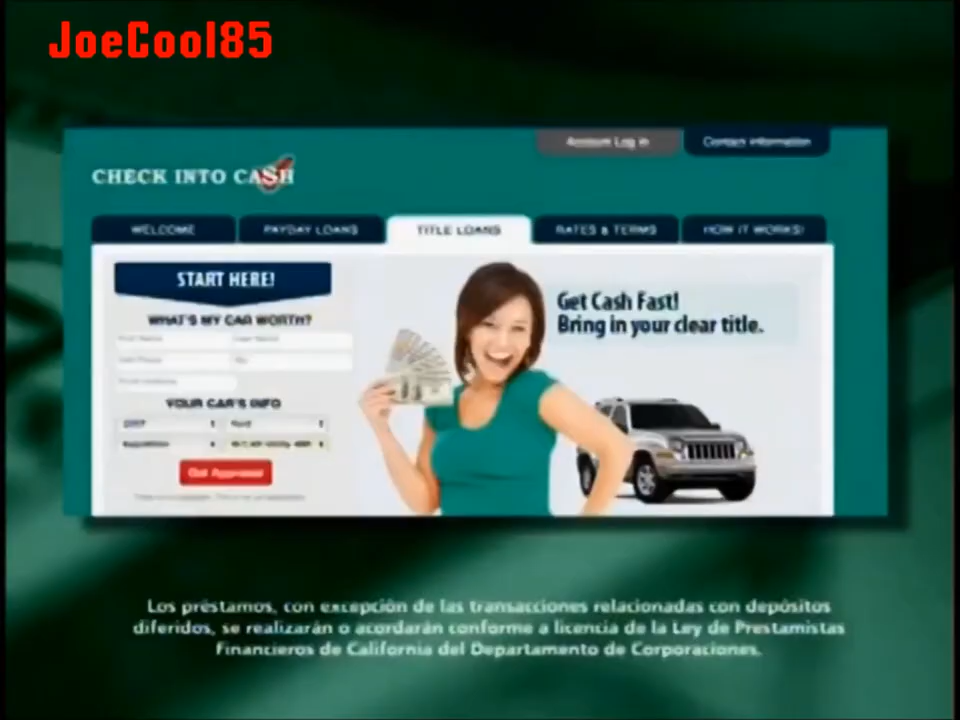 JoeCool85
Account Log in
Contact Information
CHECK INTO CASH
WELCOME
PAYDAY LOANS
TITLE LOANS
RATES & TERMS
HOW IT WORKS!
START HERE!
WHAT'S MY CAR WORTH?
YOUR CAR'S INFO
Get Appraisal
Get Cash Fast!
Bring in your clear title.
Los préstamos, con excepción de las transacciones relacionadas con depósitos
diferidos, se realizarán o acordarán conforme a licencia de la Ley de Prestamistas
Financieros de California del Departamento de Corporaciones.